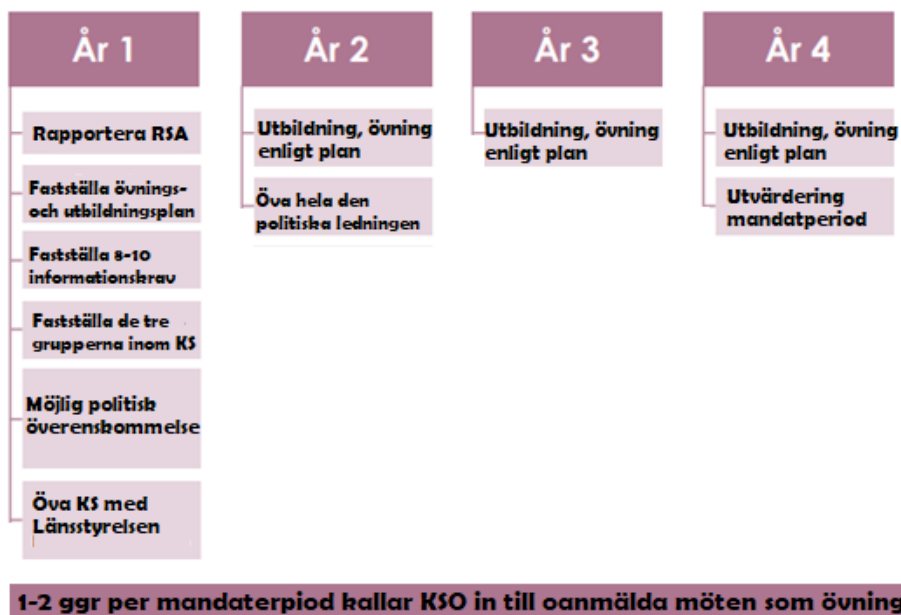 År 1
Rapportera RSA
Fastställa övnings-
och utbildningsplan
Fastställa 8-10
informationskrav
Fastställa de tre
grupperna inom KS
Möjlig politisk
överenskommelse
Öva KS med
Länsstyrelsen
År 2
Utbildning, övning
enligt plan
Öva hela den
politiska ledningen
År 3
Utbildning, övning
enligt plan
År 4
Utbildning, övning
enligt plan
Utvärdering
mandatperiod
1-2 ggr per mandaterpiod kallar KSO in till oanmälda möten som övning